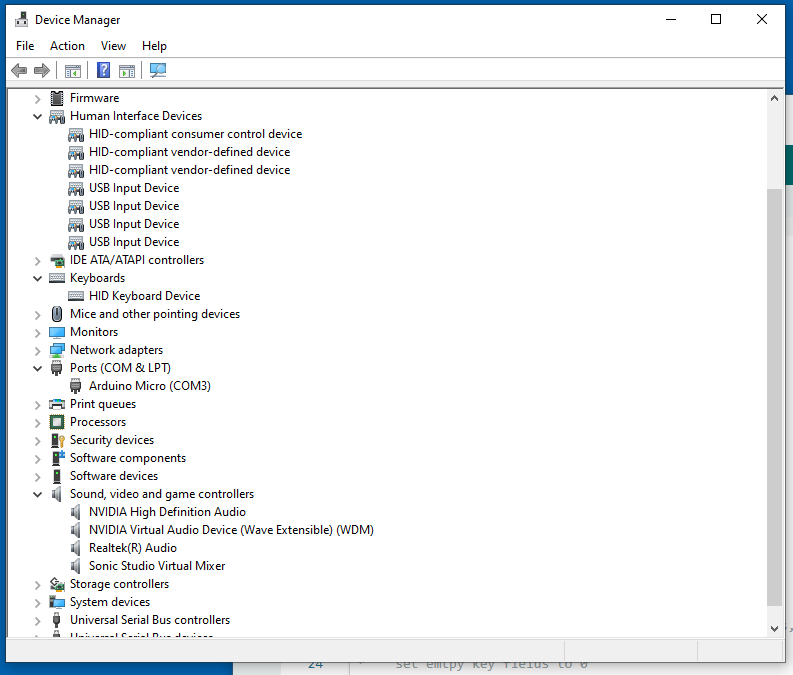 Device Manager
File Action View Help
Firmware
Human Interface Devices
HID-compliant consumer control device
HID-compliant vendor-defined device
HID-compliant vendor-defined device
USB Input Device
USB Input Device
USB Input Device
USB Input Device
IDE ATA/ATAPI controllers
Keyboards
HID Keyboard Device
Mice and other pointing devices
Monitors
Network adapters
Ports (COM & LPT)
Arduino Micro (COM3)
Print queues
Processors
Security devices
Software components
Software devices
Sound, video and game controllers
NVIDIA High Definition Audio
NVIDIA Virtual Audio Device (Wave Extensible) (WDM)
Realtek(R) Audio
Sonic Studio Virtual Mixer
Storage controllers
System devices
Universal Serial Bus controllers
Universal Serial Bus devices
24 set emtpy key fields to 0